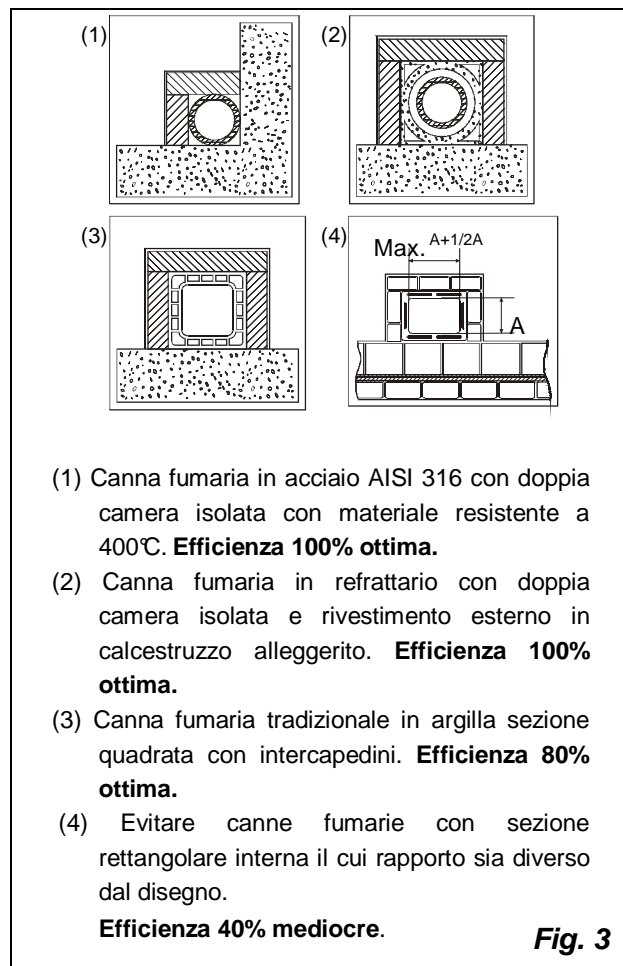 (1)
(2)
(3)
(4)
Max. A+1/2A
A
(1) Canna fumaria in acciaio AISI 316 con doppia
camera isolata con materiale resistente a
400°C. Efficienza 100% ottima.
(2) Canna fumaria in refrattario con doppia
camera isolata e rivestimento esterno in
calcestruzzo alleggerito. Efficienza 100%
ottima.
(3) Canna fumaria tradizionale in argilla sezione
quadrata con intercapedini. Efficienza 80%
ottima.
(4) Evitare canne fumarie con sezione
rettangolare interna il cui rapporto sia diverso
dal disegno.
Efficienza 40% mediocre.
Fig. 3